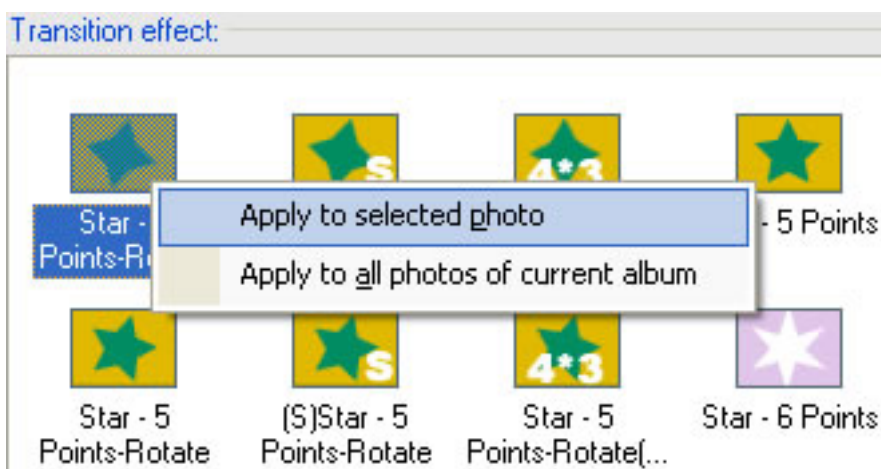 Transition effect:
S
4*3
Star -
Points-R
Apply to selected photo
Apply to all photos of current album
- 5 Points
S
4*3
Star - 5
Points-Rotate
(S)Star - 5
Points-Rotate
Star - 5
Points-Rotate(...
Star - 6 Points